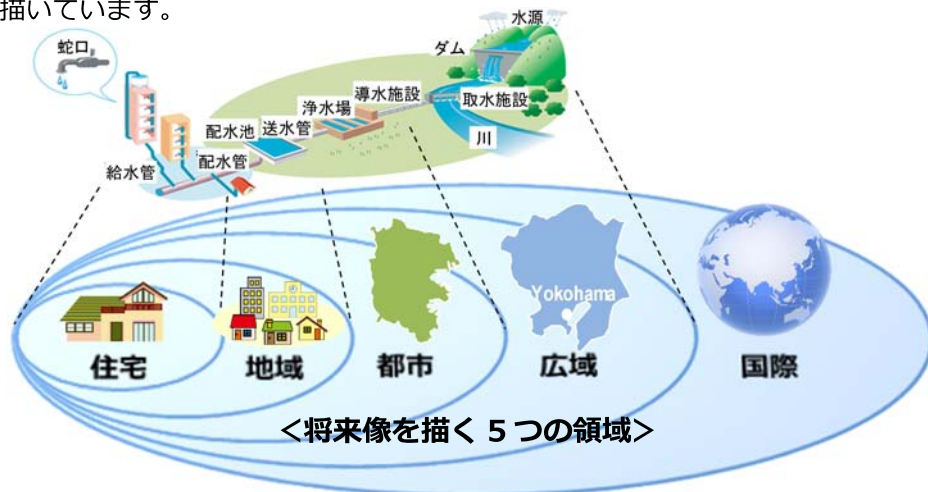 描いています。
水源
蛇口
ダム
導水施設
取水施設
浄水場
配水池
送水管
川
配水管
給水管
Yokohama
住宅
地域
都市
広域
国際
＜将来像を描く５つの領域＞